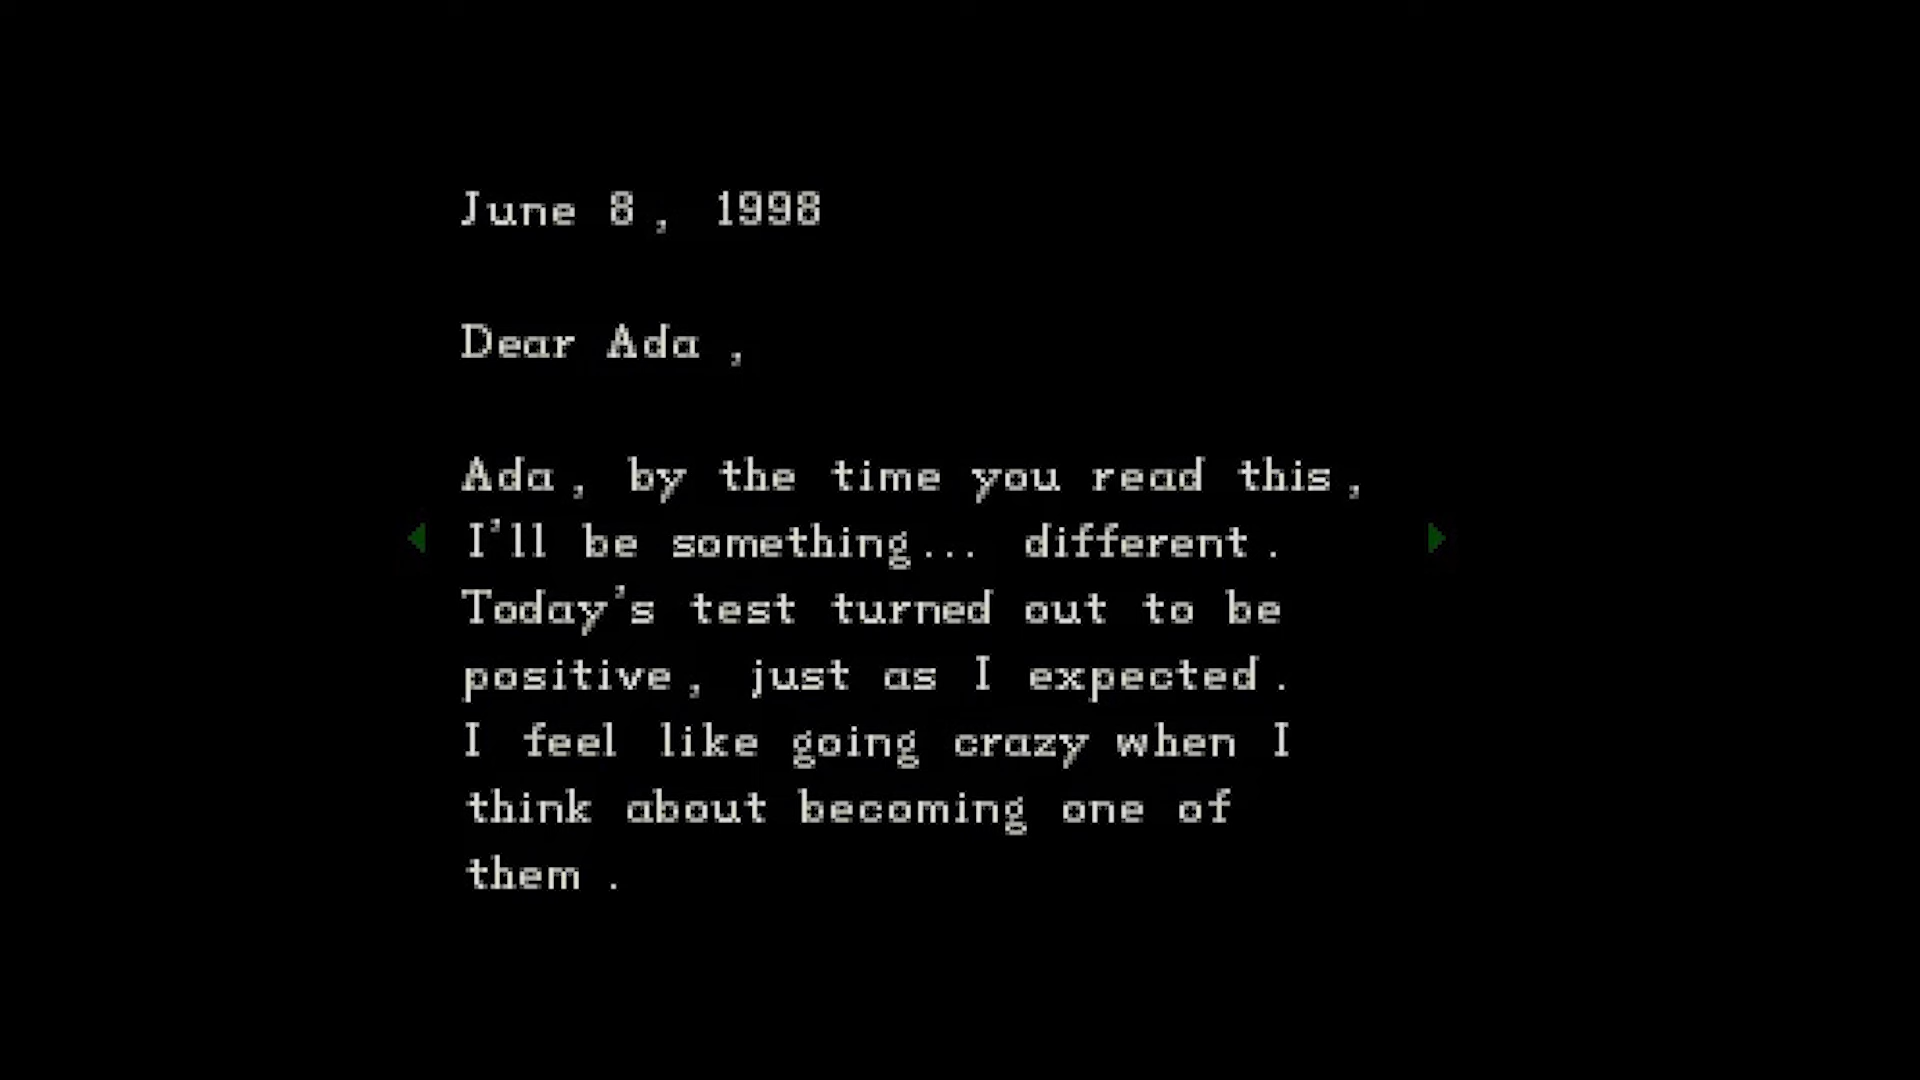 June 8, 1998
Dear Ada ,
Ada, by the time you read this,
I'll be something... different.
Today's test turned out to be
positive, just as I expected.
I feel like going crazy when I
think about becoming one of
them .